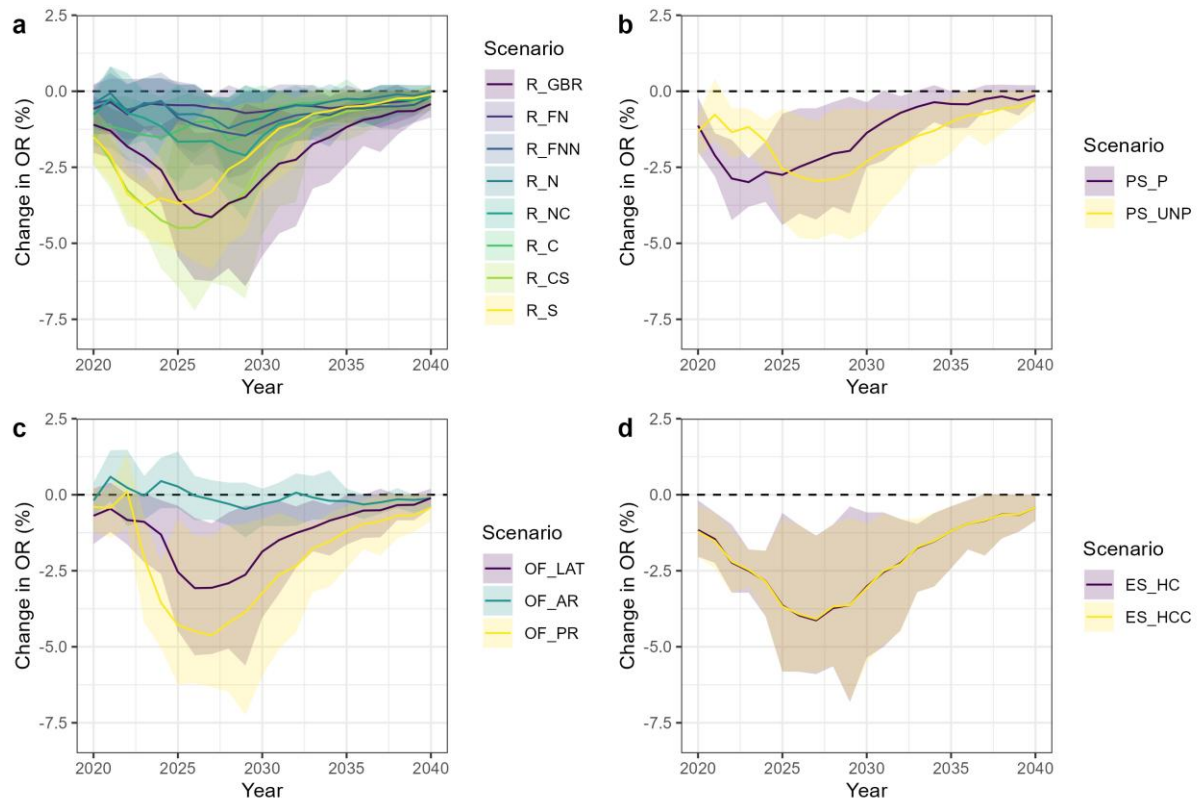 a
2.5
0.0
-2.5
-5.0
-7.5
Change in OR (%)
2020 2025 2030 2035 2040
Year
Scenario
R_GBR
R_FN
R_FNN
R_N
R_NC
R_C
R_CS
R_S
b
2.5
0.0
-2.5
-5.0
-7.5
Change in OR (%)
2020 2025 2030 2035 2040
Year
Scenario
PS_P
PS_UNP
c
2.5
0.0
-2.5
-5.0
-7.5
Change in OR (%)
2020 2025 2030 2035 2040
Year
Scenario
OF_LAT
OF_AR
OF_PR
d
2.5
0.0
-2.5
-5.0
-7.5
Change in OR (%)
2020 2025 2030 2035 2040
Year
Scenario
ES_HC
ES_HCC